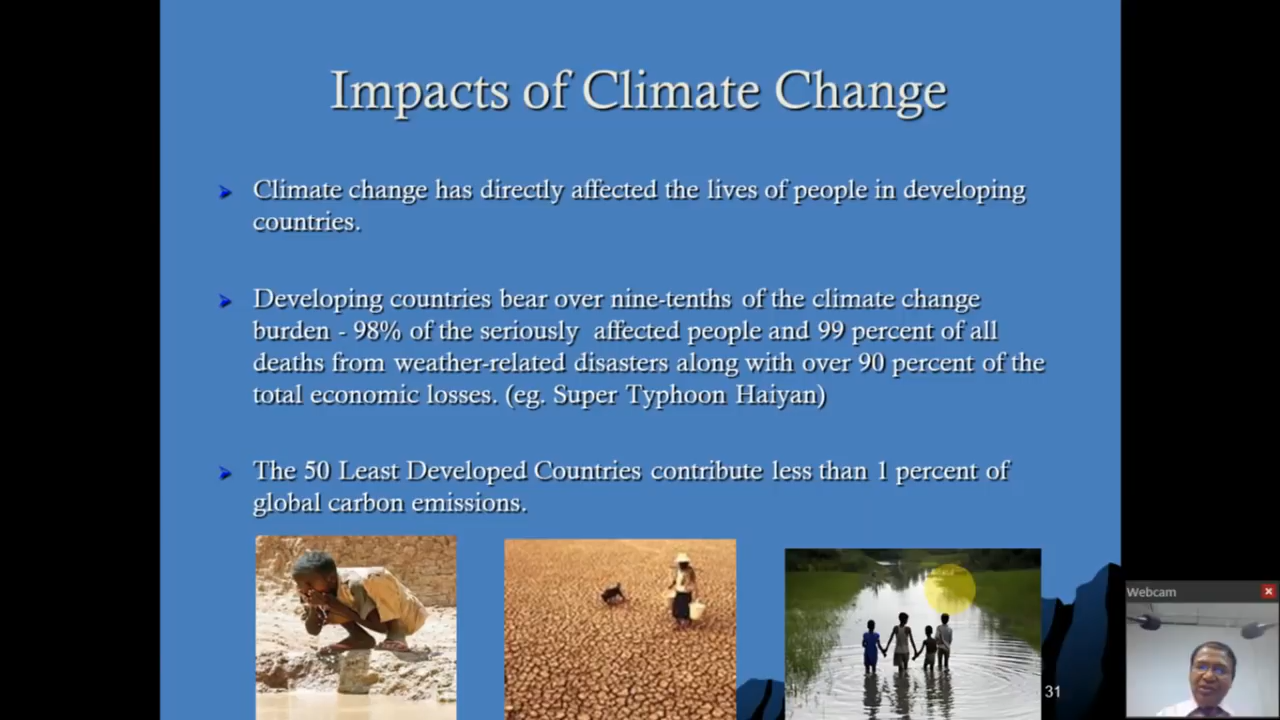 Impacts of Climate Change
Climate change has directly affected the lives of people in developing
countries.
Developing countries bear over nine-tenths of the climate change
burden - 98% of the seriously affected people and 99 percent of all
deaths from weather-related disasters along with over 90 percent of the
total economic losses. (eg. Super Typhoon Haiyan)
The 50 Least Developed Countries contribute less than 1 percent of
global carbon emissions.
31
Webcam